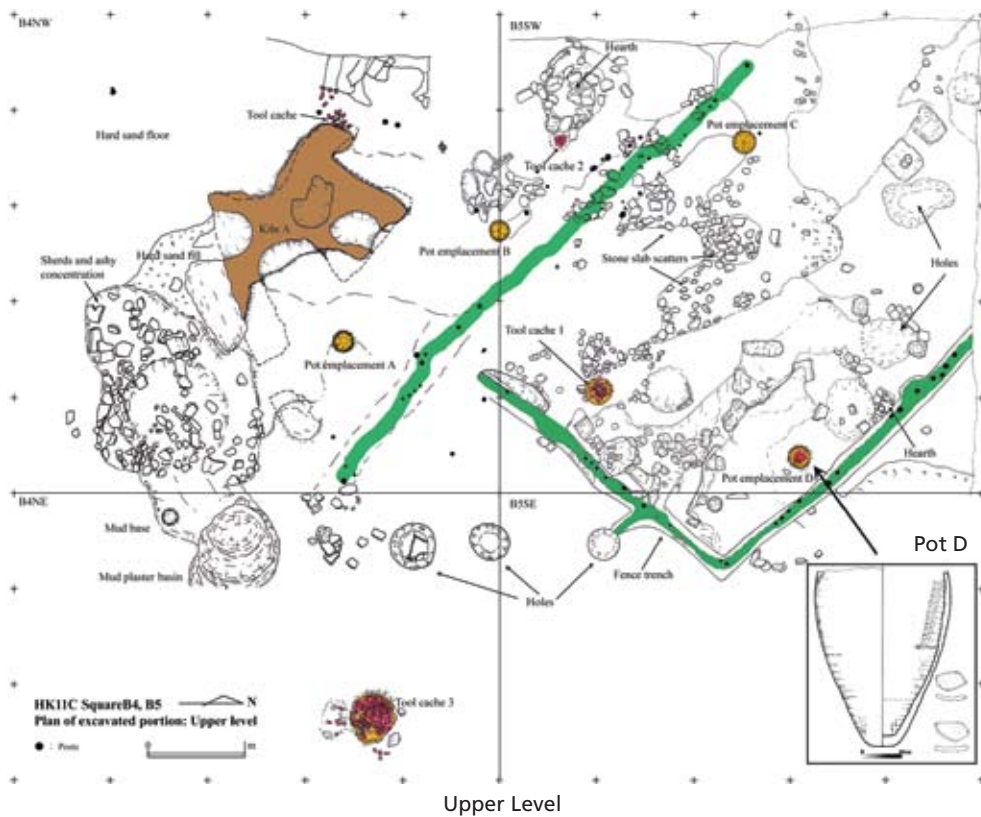 B4NW
B5SW
Hearth
Tool cache
Hard sand floor
Pot emplacement C
Tool cache 2
Kiln A
Pot emplacement B
Hard sand fill
Sherds and ashy
concentration
Stone slab scatters
Holes
Tool cache 1
Pot emplacement A
Hearth
Pot emplacement D
B4NE
B5SE
Mud base
Pot D
Fence trench
Mud plaster basin
Holes
Tool cache 3
HK11C SquareB4, B5
N
Plan of excavated portion: Upper level
: Posts
0
m
0
Upper Level